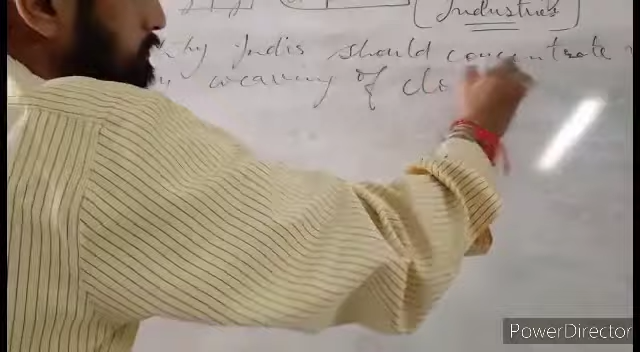 Industries
why India should concentrate
weaving of clo
PowerDirector